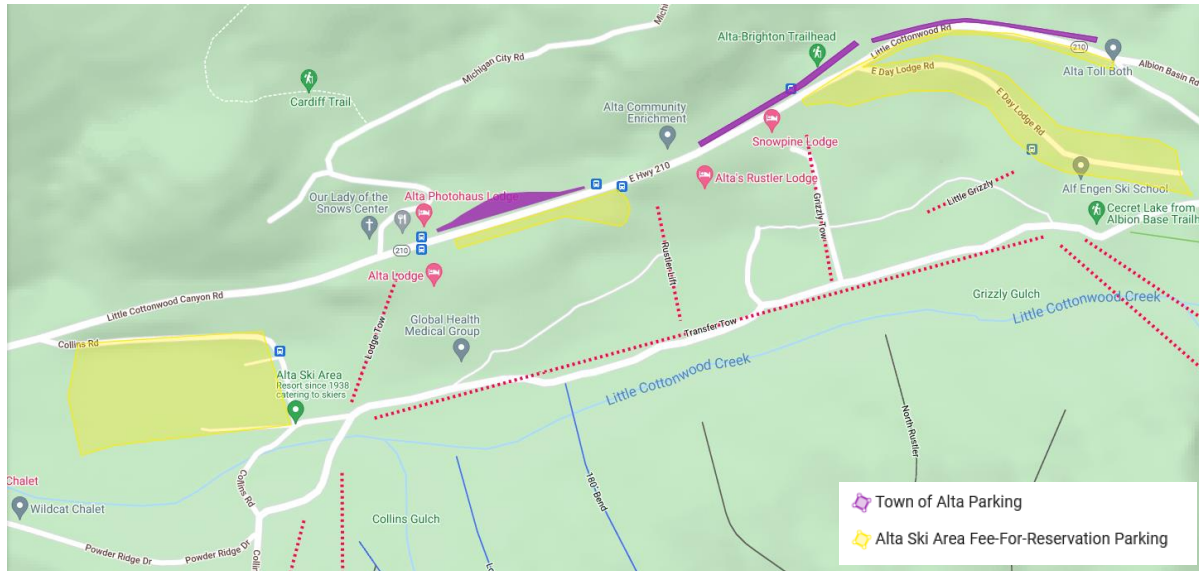 Michi
Alta-Brighton Trailhead
Little Cottonwood Rd
210
Alta Toll Both
Albion Basin Rd
Michigan City Rd
E Day Lodge Rd
Cardiff Trail
Alta Community
Enrichment
E Day Lodge Rd
Snowpine Lodge
E Hwy 210
Alta's Rustler Lodge
Alf Engen Ski School
Alta Photohaus Lodge
Our Lady of the
Snows Center
Little Grizzly
Grizzly Tow
Cecret Lake from
Albion Base Trailh
210
Rustler Lift
Alta Lodge
Little Cottonwood Canyon Rd
Grizzly Gulch
Little Cottonwood Creek
Global Health
Medical Group
Lodge Tow
Transfer Tow
Collins Rd
Alta Ski Area
Resort since 1938
catering to skiers
Little Cottonwood Creek
North Rustler
180° Bend
Collins Rd
Chalet
Wildcat Chalet
Collins Gulch
Powder Ridge Dr
Powder Ridge Dr
Colli
Town of Alta Parking
Alta Ski Area Fee-For-Reservation Parking